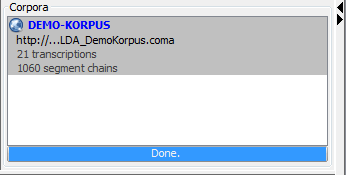 Corpora
DEMO-KORPUS
http://...LDA_DemoKorpus.coma
21 transcriptions
1060 segment chains
Done.